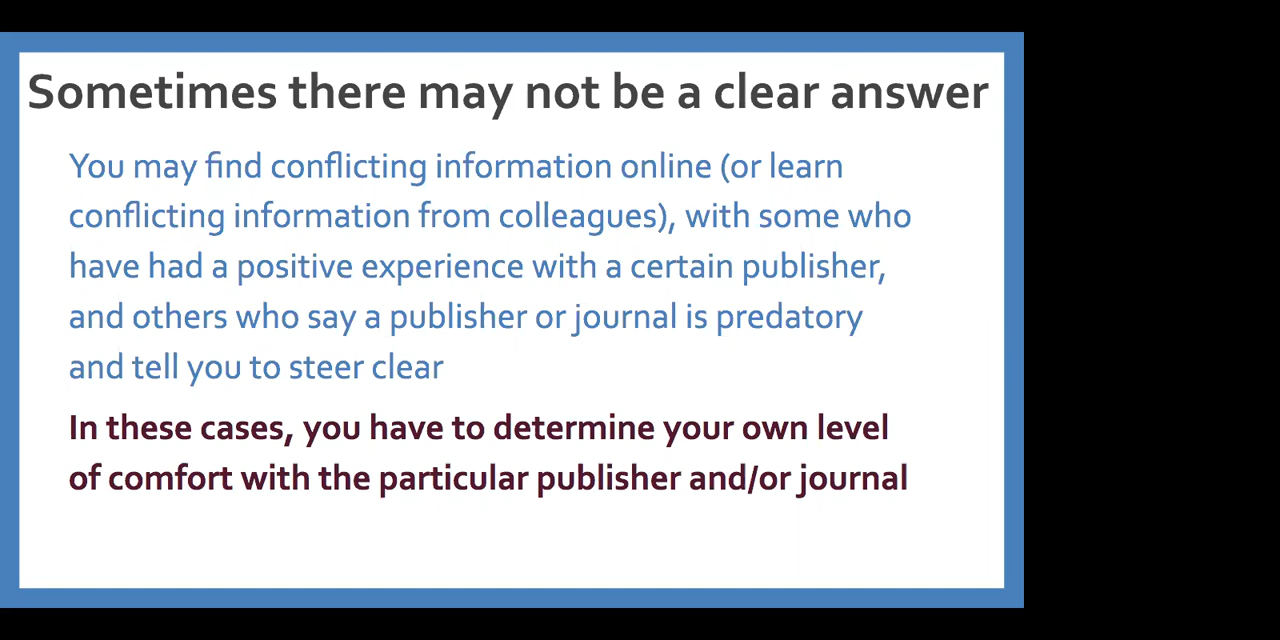 Sometimes there may not be a clear answer
You may find conflicting information online (or learn
conflicting information from colleagues), with some who
have had a positive experience with a certain publisher,
and others who say a publisher or journal is predatory
and tell you to steer clear
In these cases, you have to determine your own level
of comfort with the particular publisher and/or journal